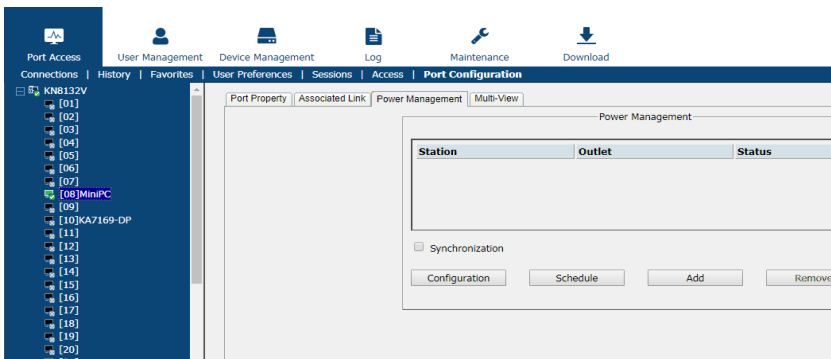 Port Access User Management Device Management Log Maintenance Download
Connections | History | Favorites | User Preferences | Sessions | Access | Port Configuration
KN8132V
[01]
[02]
[03]
[04]
[05]
[06]
[07]
[08]MiniPC
[09]
[10]KA7169-DP
[11]
[12]
[13]
[14]
[15]
[16]
[17]
[18]
[19]
[20]
Port Property Associated Link Power Management Multi-View
Power Management
Station Outlet Status
Synchronization
Configuration Schedule Add Remove